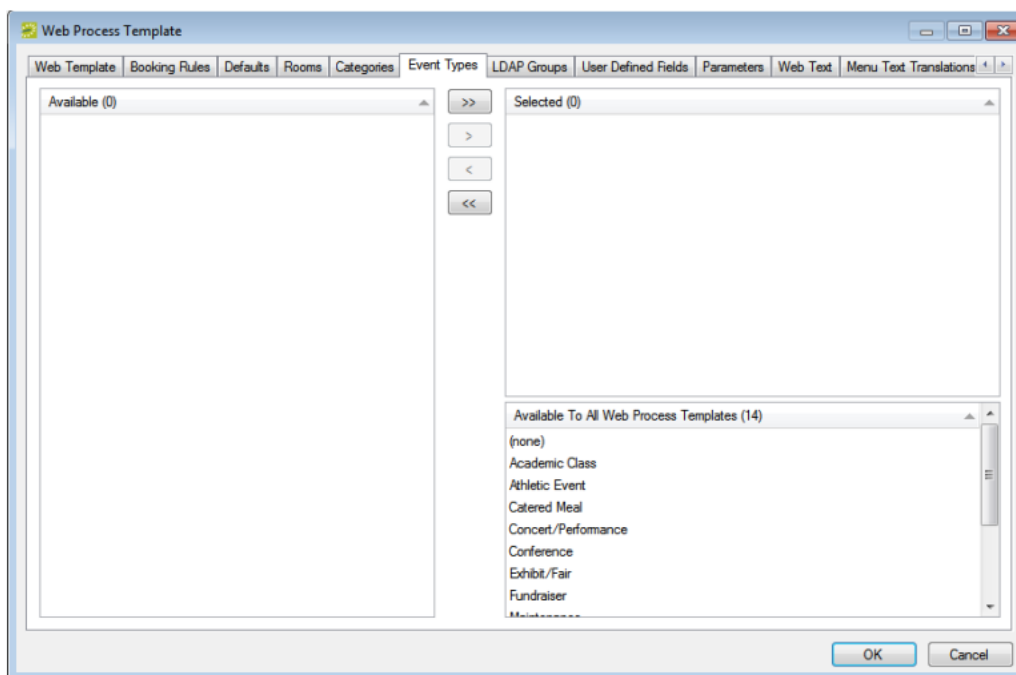 Web Process Template
Web Template Booking Rules Defaults Rooms Categories Event Types LDAP Groups User Defined Fields Parameters Web Text Menu Text Translations
Available (0)
>>
Selected (0)
>
<
<<
Available To All Web Process Templates (14)
(none)
Academic Class
Athletic Event
Catered Meal
Concert/Performance
Conference
Exhibit/Fair
Fundraiser
OK
Cancel